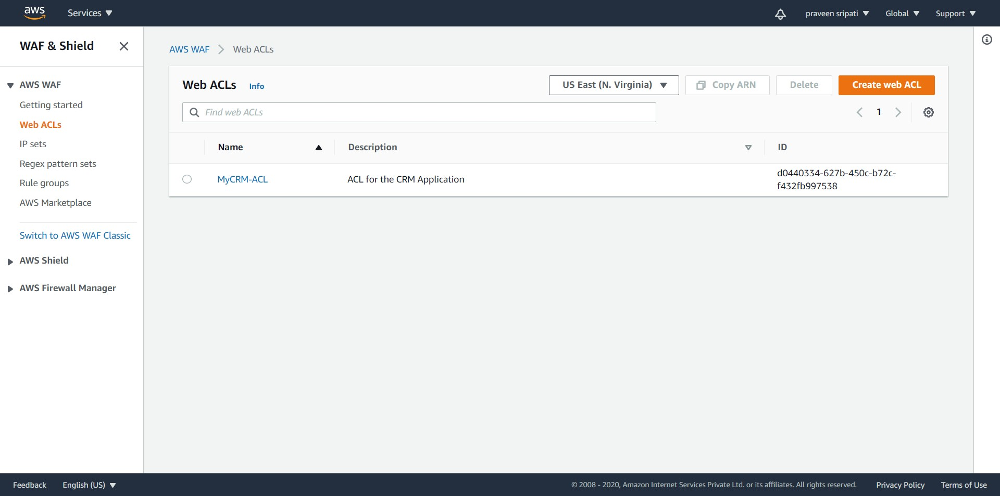 aws
Services
praveen sripati
Global
Support
WAF & Shield
AWS WAF
Getting started
Web ACLs
IP sets
Regex pattern sets
Rule groups
AWS Marketplace
Switch to AWS WAF Classic
AWS Shield
AWS Firewall Manager
AWS WAF
Web ACLs
Web ACLs
Info
US East (N. Virginia)
Copy ARN
Delete
Create web ACL
Find web ACLs
1
Name
Description
ID
MyCRM-ACL
ACL for the CRM Application
d0440334-627b-450c-b72c-
f432fb997538
Feedback
English (US)
© 2008 - 2020, Amazon Internet Services Private Ltd. or its affiliates. All rights reserved.
Privacy Policy
Terms of Use